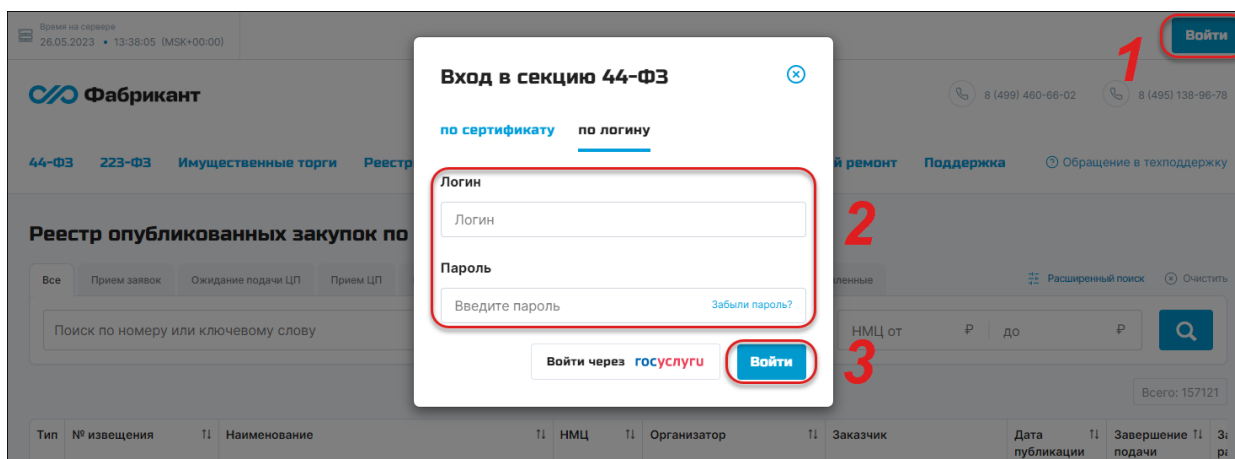 Время на сервере
26.05.2023 • 13:38:05 (MSK+00:00)
Войти
1
Фабрикант
8 (499) 460-66-02
8 (495) 138-96-78
44-ФЗ 223-ФЗ Имущественные торги Реестр й ремонт Поддержка Обращение в техподдержку
Вход в секцию 44-ФЗ
по сертификату по логину
Логин
Логин
2
Пароль
Введите пароль Забыли пароль?
Войти через госуслуги Войти
3
Реестр опубликованных закупок по
Все Прием заявок Ожидание подачи ЦП Прием ЦП ленные Расширенный поиск Очистить
Поиск по номеру или ключевому слову НМЦ от ₽ до ₽
Всего: 157121
Тип № извещения Наименование НМЦ Организатор Заказчик Дата публикации Завершение подачи